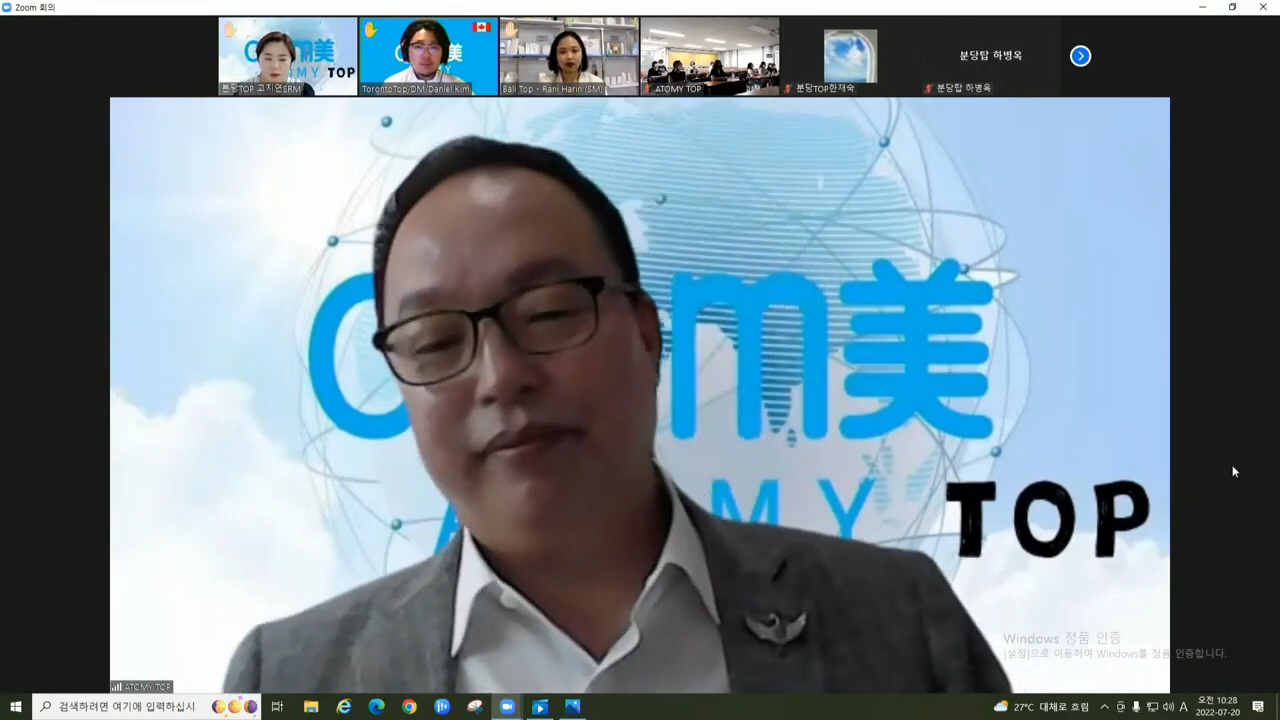 Zoom 회의
TOP
분당TOP 고지연SRM
TorontoTop/DM/Daniel Kim
Bali Top - Rani Harin (SM)
ATOMY TOP
분당TOP한재숙
분당탑 하병옥
분당탑 하병옥
m美
TOP
Windows 정품 인증
[설정]으로 이동하여 Windows를 정품 인증합니다.
ATOMY TOP
검색하려면 여기에 입력하십시
27℃ 대체로 흐림
A
오전 10:28
2022-07-20